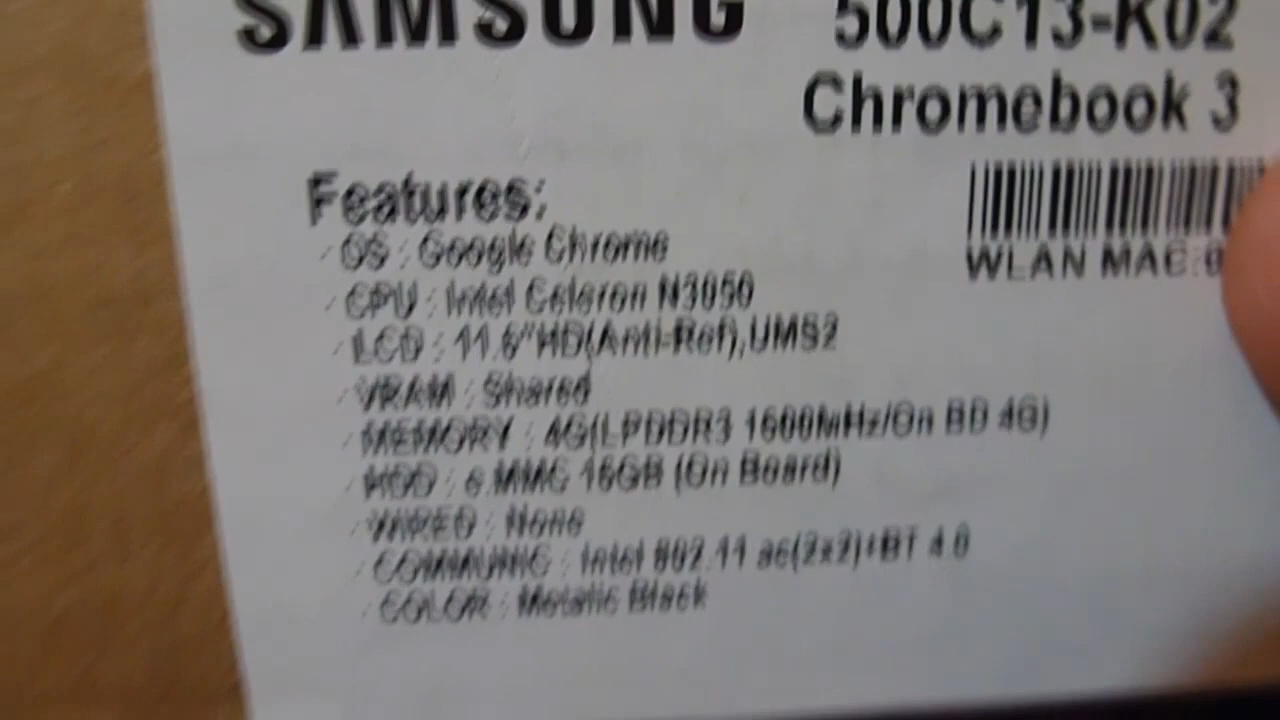 SAMSUNG
500C13-K02
Chromebook 3
Features:
OS : Google Chrome
CPU : Intel Celeron N3050
LCD : 11.6"HD(Anti-Ref),UMS2
VRAM : Shared
MEMORY : 4G(LPDDR3 1600MHz/On BD 4G)
HDD : e.MMC 16GB (On Board)
WIRED : None
COMMUNIC : Intel 802.11 ac(2x2)+BT 4.0
COLOR : Metalic Black
WLAN MAC:0